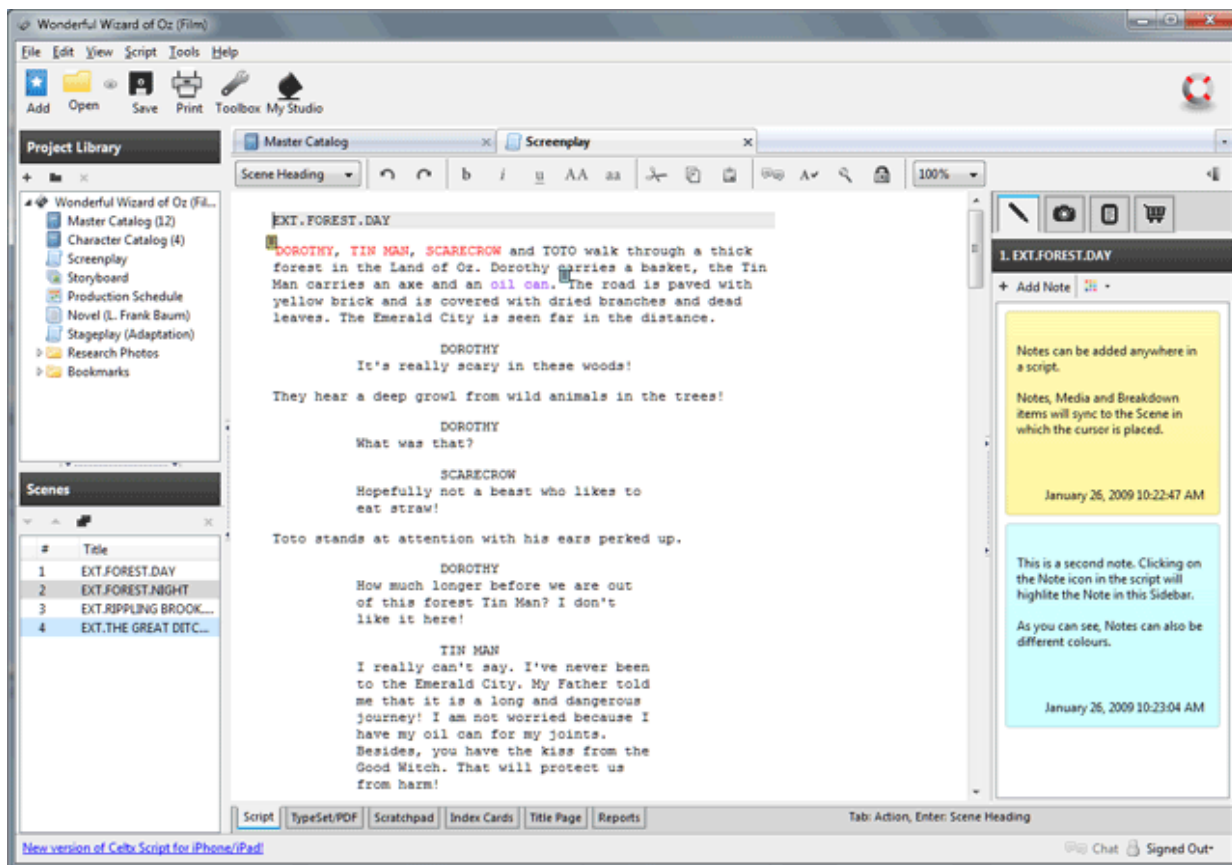 Wonderful Wizard of Oz (Film)
File Edit View Script Tools Help
Add Open Save Print Toolbox My Studio
Project Library
Wonderful Wizard of Oz (Fil...
Master Catalog (12)
Character Catalog (4)
Screenplay
Storyboard
Production Schedule
Novel (L. Frank Baum)
Stageplay (Adaptation)
Research Photos
Bookmarks
Scenes
# Title
1 EXT.FOREST.DAY
2 EXT.FOREST.NIGHT
3 EXT.RIPPLING BROOK....
4 EXT.THE GREAT DITC...
Master Catalog
Screenplay
Scene Heading b i u AA aa A 100%
EXT.FOREST.DAY
DOROTHY, TIN MAN, SCARECROW and TOTO walk through a thick
forest in the Land of Oz. Dorothy carries a basket, the Tin
Man carries an axe and an oil can. The road is paved with
yellow brick and is covered with dried branches and dead
leaves. The Emerald City is seen far in the distance.
DOROTHY
It's really scary in these woods!
They hear a deep growl from wild animals in the trees!
DOROTHY
What was that?
SCARECROW
Hopefully not a beast who likes to
eat straw!
Toto stands at attention with his ears perked up.
DOROTHY
How much longer before we are out
of this forest Tin Man? I don't
like it here!
TIN MAN
I really can't say. I've never been
to the Emerald City. My Father told
me that it is a long and dangerous
journey! I am not worried because I
have my oil can for my joints.
Besides, you have the kiss from the
Good Witch. That will protect us
from harm!
Script TypeSet/PDF Scratchpad Index Cards Title Page Reports
Tab: Action, Enter: Scene Heading
1. EXT.FOREST.DAY
+ Add Note
Notes can be added anywhere in
a script.
Notes, Media and Breakdown
items will sync to the Scene in
which the cursor is placed.
January 26, 2009 10:22:47 AM
This is a second note. Clicking on
the Note icon in the script will
highlite the Note in this Sidebar.
As you can see, Notes can also be
different colours.
January 26, 2009 10:23:04 AM
New version of Celtx Script for iPhone/iPad!
Chat Signed Out